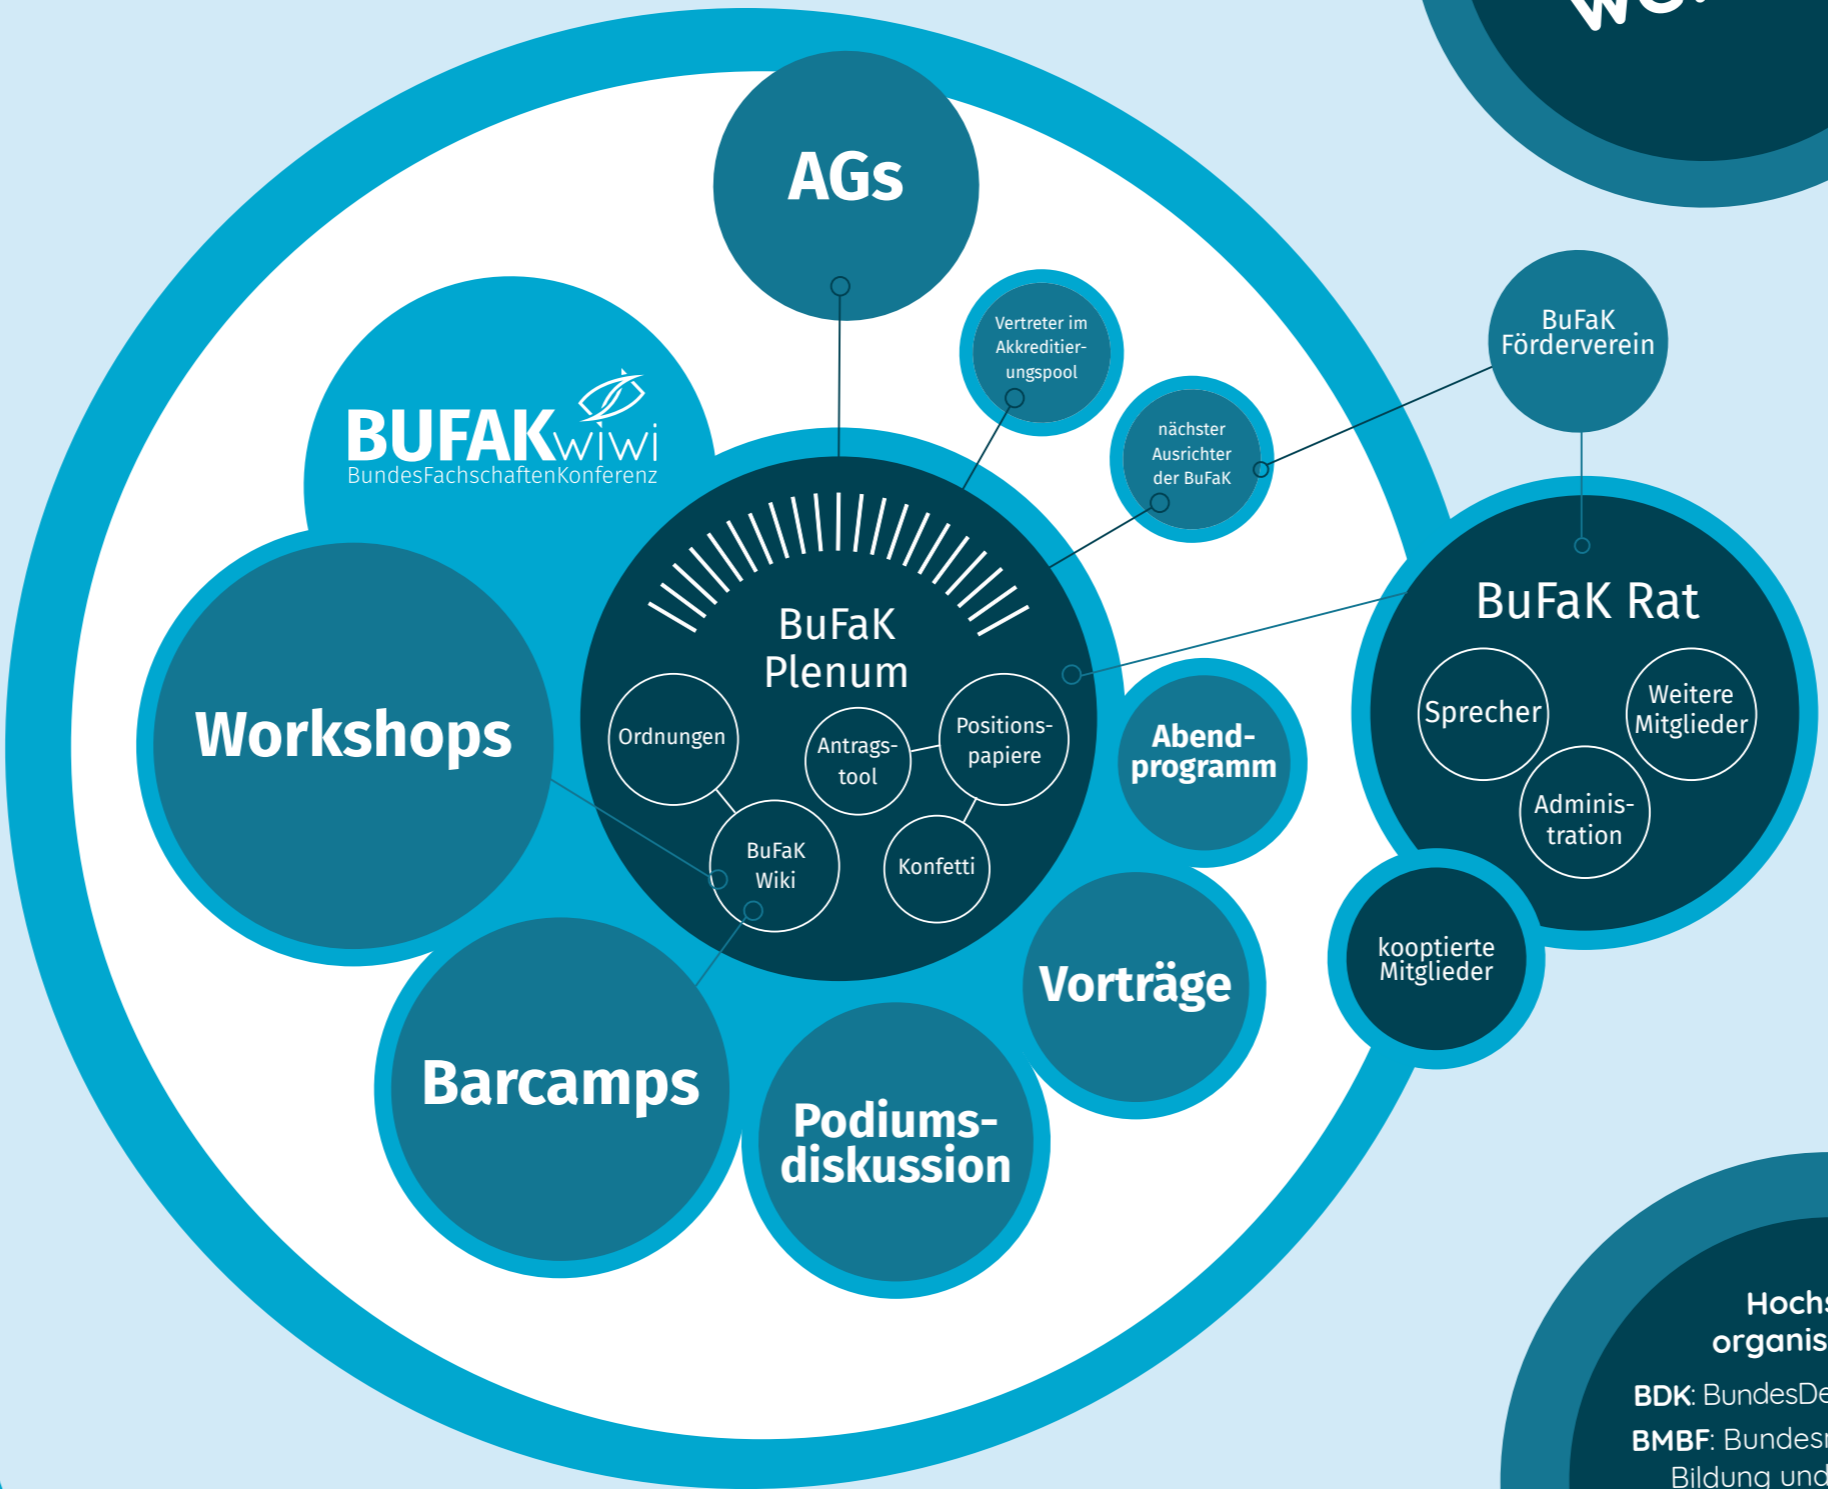 AGs
Vertreter im
Akkreditier-
ungspool
nächster
Ausrichter
der BuFaK
BuFaK
Förderverein
BUFAKwiwi
BundesFachschaftenKonferenz
BuFaK
Plenum
Ordnungen
Antrags-
tool
Positions-
papiere
BuFaK
Wiki
Konfetti
Workshops
Barcamps
Podiums-
diskussion
Vorträge
Abend-
programm
BuFaK Rat
Sprecher
Weitere
Mitglieder
Adminis-
tration
kooptierte
Mitglieder
BDK:
BMBF:
Bildung und